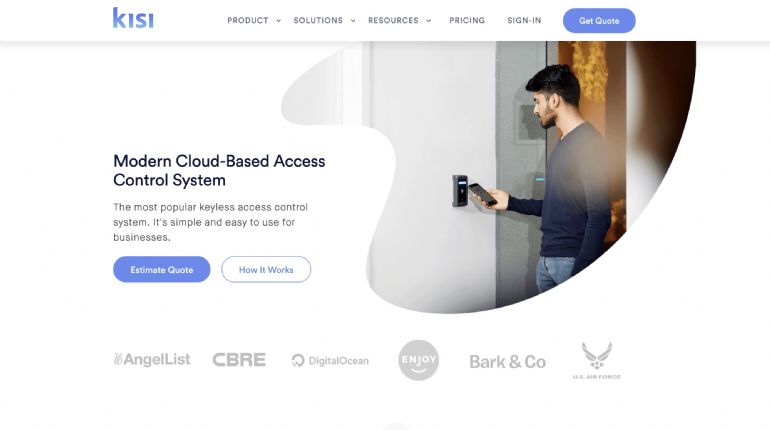 kisi
PRODUCT SOLUTIONS RESOURCES PRICING SIGN-IN Get Quote
Modern Cloud-Based Access
Control System
The most popular keyless access control
system. It's simple and easy to use for
businesses.
Estimate Quote How It Works
AngelList CBRE DigitalOcean ENJOY Bark & Co U.S. AIR FORCE